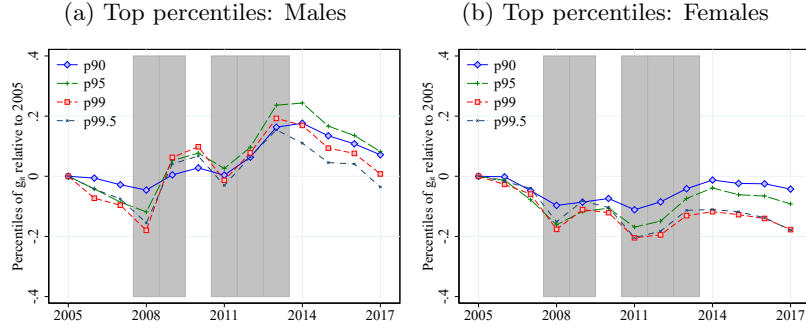 (a) Top percentiles: Males
(b) Top percentiles: Females
Percentiles of git relative to 2005
.4
.2
0
-.2
-.4
p90
p95
p99
p99.5
2005 2008 2011 2014 2017
Percentiles of git relative to 2005
.4
.2
0
-.2
-.4
p90
p95
p99
p99.5
2005 2008 2011 2014 2017